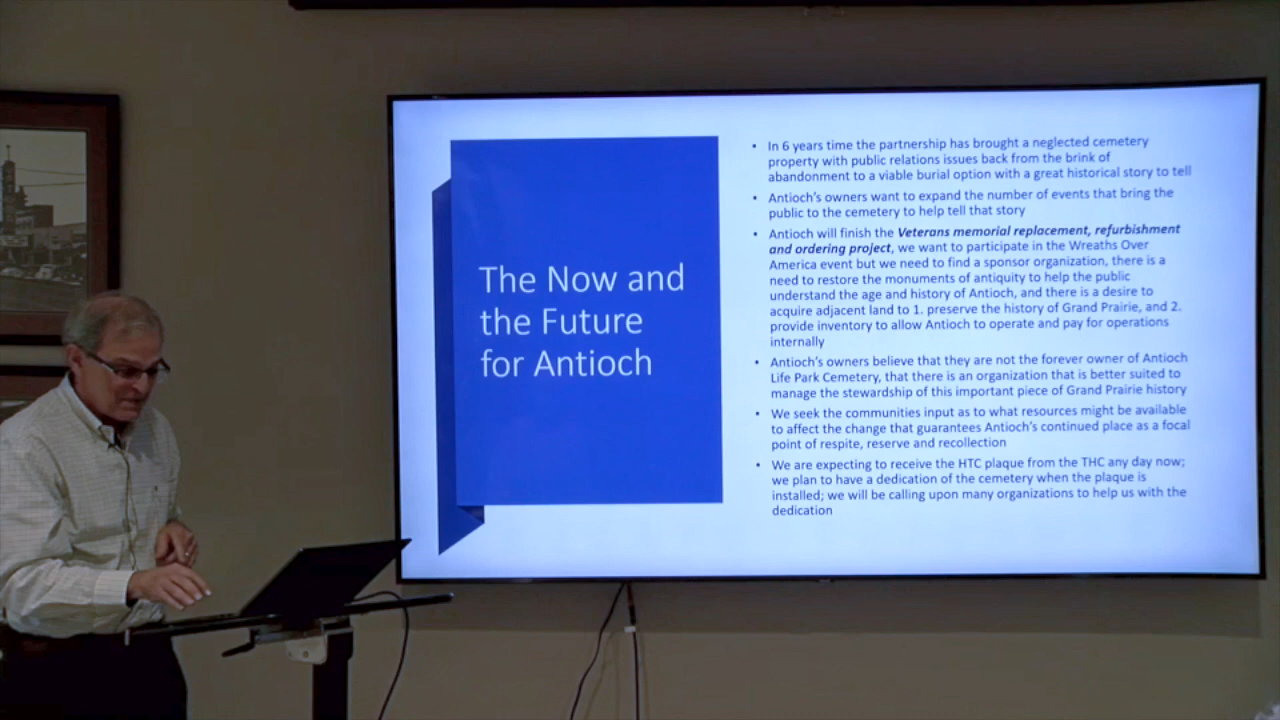 The Now and
the Future
for Antioch
• In 6 years time the partnership has brought a neglected cemetery
property with public relations issues back from the brink of
abandonment to a viable burial option with a great historical story to tell
• Antioch's owners want to expand the number of events that bring the
public to the cemetery to help tell that story
• Antioch will finish the Veterans memorial replacement, refurbishment
and ordering project, we want to participate in the Wreaths Over
America event but we need to find a sponsor organization, there is a
need to restore the monuments of antiquity to help the public
understand the age and history of Antioch, and there is a desire to
acquire adjacent land to 1. preserve the history of Grand Prairie, and 2.
provide inventory to allow Antioch to operate and pay for operations
internally
• Antioch's owners believe that they are not the forever owner of Antioch
Life Park Cemetery, that there is an organization that is better suited to
manage the stewardship of this important piece of Grand Prairie history
• We seek the communities input as to what resources might be available
to affect the change that guarantees Antioch's continued place as a focal
point of respite, reserve and recollection
• We are expecting to receive the HTC plaque from the THC any day now;
we plan to have a dedication of the cemetery when the plaque is
installed; we will be calling upon many organizations to help us with the
dedication